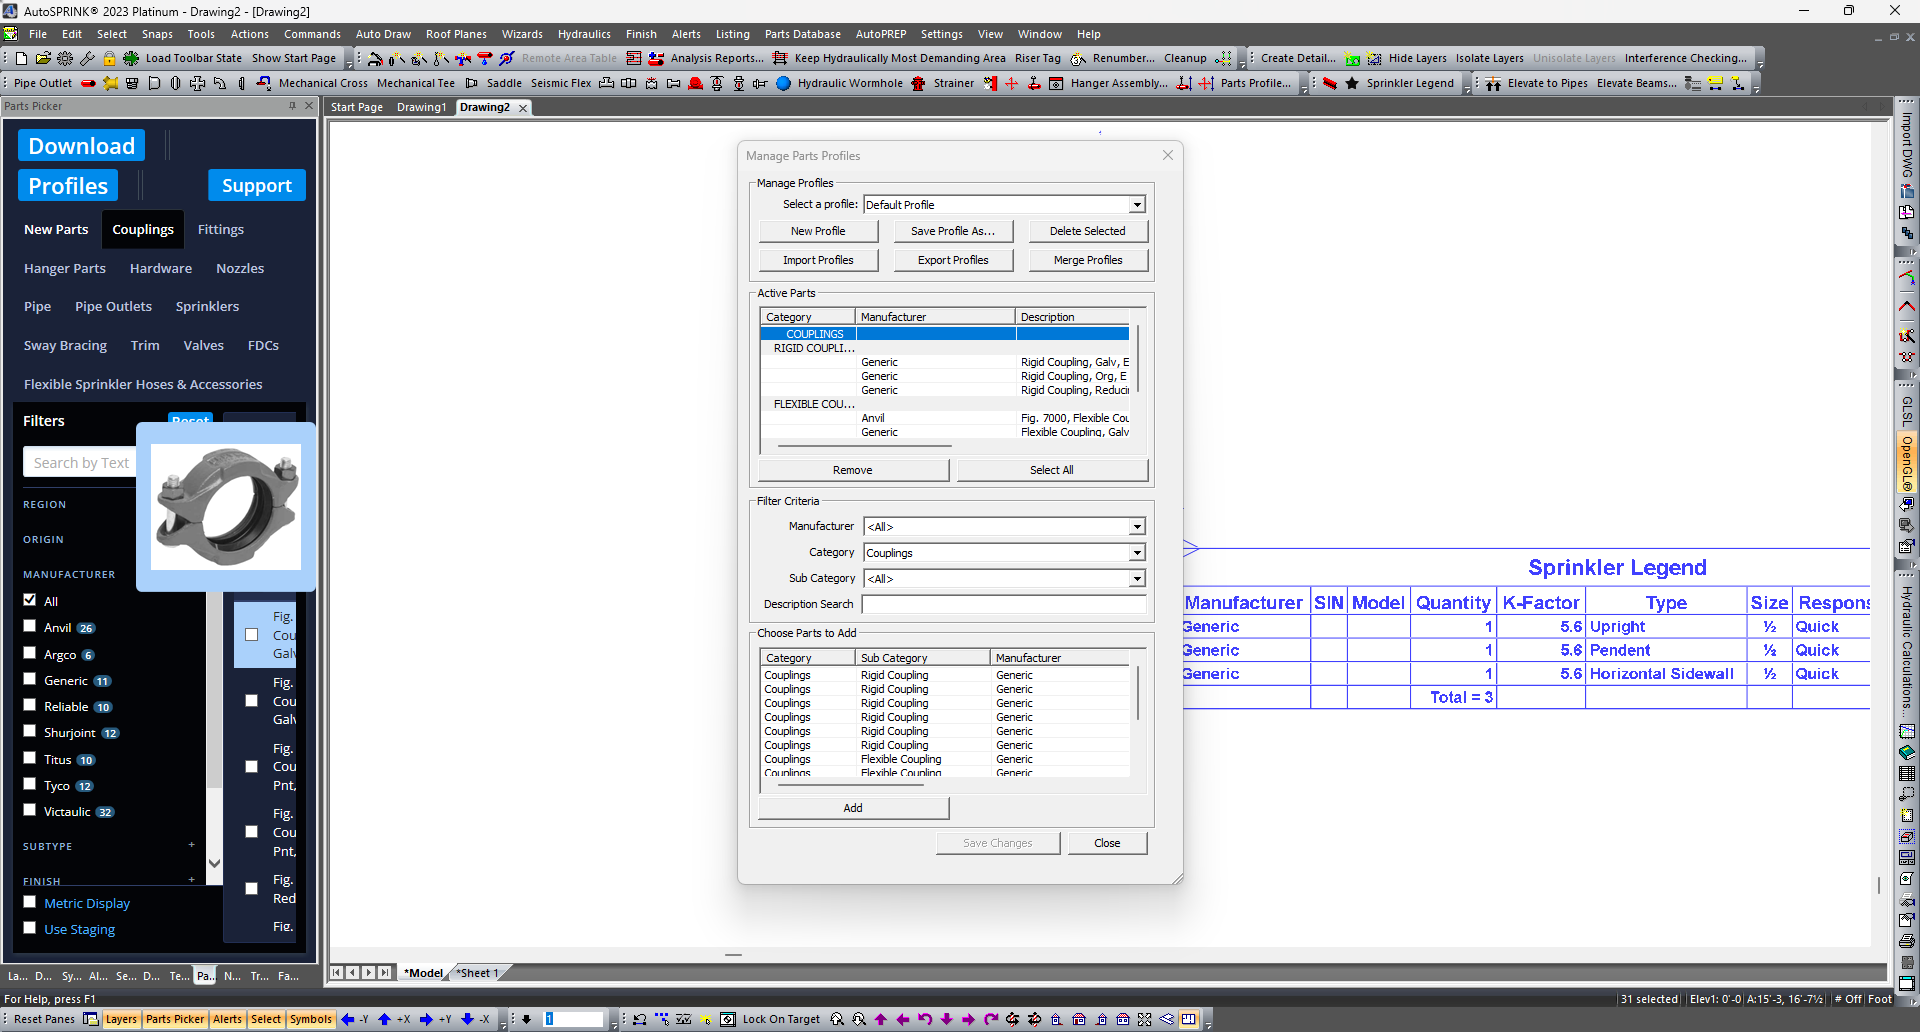 AutoSPRINK® 2023 Platinum - Drawing2 - [Drawing2]
File Edit Select Snaps Tools Actions Commands Auto Draw Roof Planes Wizards Hydraulics Finish Alerts Listing Parts Database AutoPREP Settings View Window Help
Load Toolbar State Show Start Page Remote Area Table Analysis Reports... Keep Hydraulically Most Demanding Area Riser Tag Renumber... Cleanup Create Detail... Hide Layers Isolate Layers Unisolate Layers Interference Checking...
Pipe Outlet Mechanical Cross Mechanical Tee Saddle Seismic Flex Hydraulic Wormhole Strainer Hanger Assembly... Parts Profile... Sprinkler Legend Elevate to Pipes Elevate Beams...
Parts Picker
Start Page Drawing1 Drawing2
Download
Profiles Support
New Parts Couplings Fittings
Hanger Parts Hardware Nozzles
Pipe Pipe Outlets Sprinklers
Sway Bracing Trim Valves FDCs
Flexible Sprinkler Hoses & Accessories
Filters Reset
Search by Text
REGION
ORIGIN
MANUFACTURER
All
Anvil 26
Argco 6
Generic 11
Reliable 10
Shurjoint 12
Titus 10
Tyco 12
Victaulic 32
SUBTYPE +
FINISH +
Metric Display
Use Staging
Fig.
Cou
Galv
Fig.
Cou
Galv
Fig.
Cou
Pnt,
Fig.
Cou
Pnt,
Fig.
Red
Fig.
La... D... Sy... Al... Se... D... Te... Pa... N... Tr... Fa...
Manage Parts Profiles
Manage Profiles
Select a profile: Default Profile
New Profile Save Profile As... Delete Selected
Import Profiles Export Profiles Merge Profiles
Active Parts
Category Manufacturer Description
COUPLINGS
RIGID COUPLI...
Generic Rigid Coupling, Galv, E
Generic Rigid Coupling, Org, E
Generic Rigid Coupling, Reduci
FLEXIBLE COU...
Anvil Fig. 7000, Flexible Cou
Generic Flexible Coupling, Galv
Remove Select All
Filter Criteria
Manufacturer <All>
Category Couplings
Sub Category <All>
Description Search
Choose Parts to Add
Category Sub Category Manufacturer
Couplings Rigid Coupling Generic
Couplings Rigid Coupling Generic
Couplings Rigid Coupling Generic
Couplings Rigid Coupling Generic
Couplings Rigid Coupling Generic
Couplings Rigid Coupling Generic
Couplings Flexible Coupling Generic
Couplings Flexible Coupling Generic
Add
Save Changes Close
Sprinkler Legend
Manufacturer SIN Model Quantity K-Factor Type Size Respons
Generic 1 5.6 Upright ½ Quick
Generic 1 5.6 Pendent ½ Quick
Generic 1 5.6 Horizontal Sidewall ½ Quick
Total = 3
Import DWG
GLSL
OpenGL®
Hydraulic Calculations...
*Model *Sheet 1
For Help, press F1
31 selected Elev1: 0'-0 A:15'-3, 16'-7½ # Off Foot
Reset Panes Layers Parts Picker Alerts Select Symbols -Y +X +Y -X 1 Lock On Target